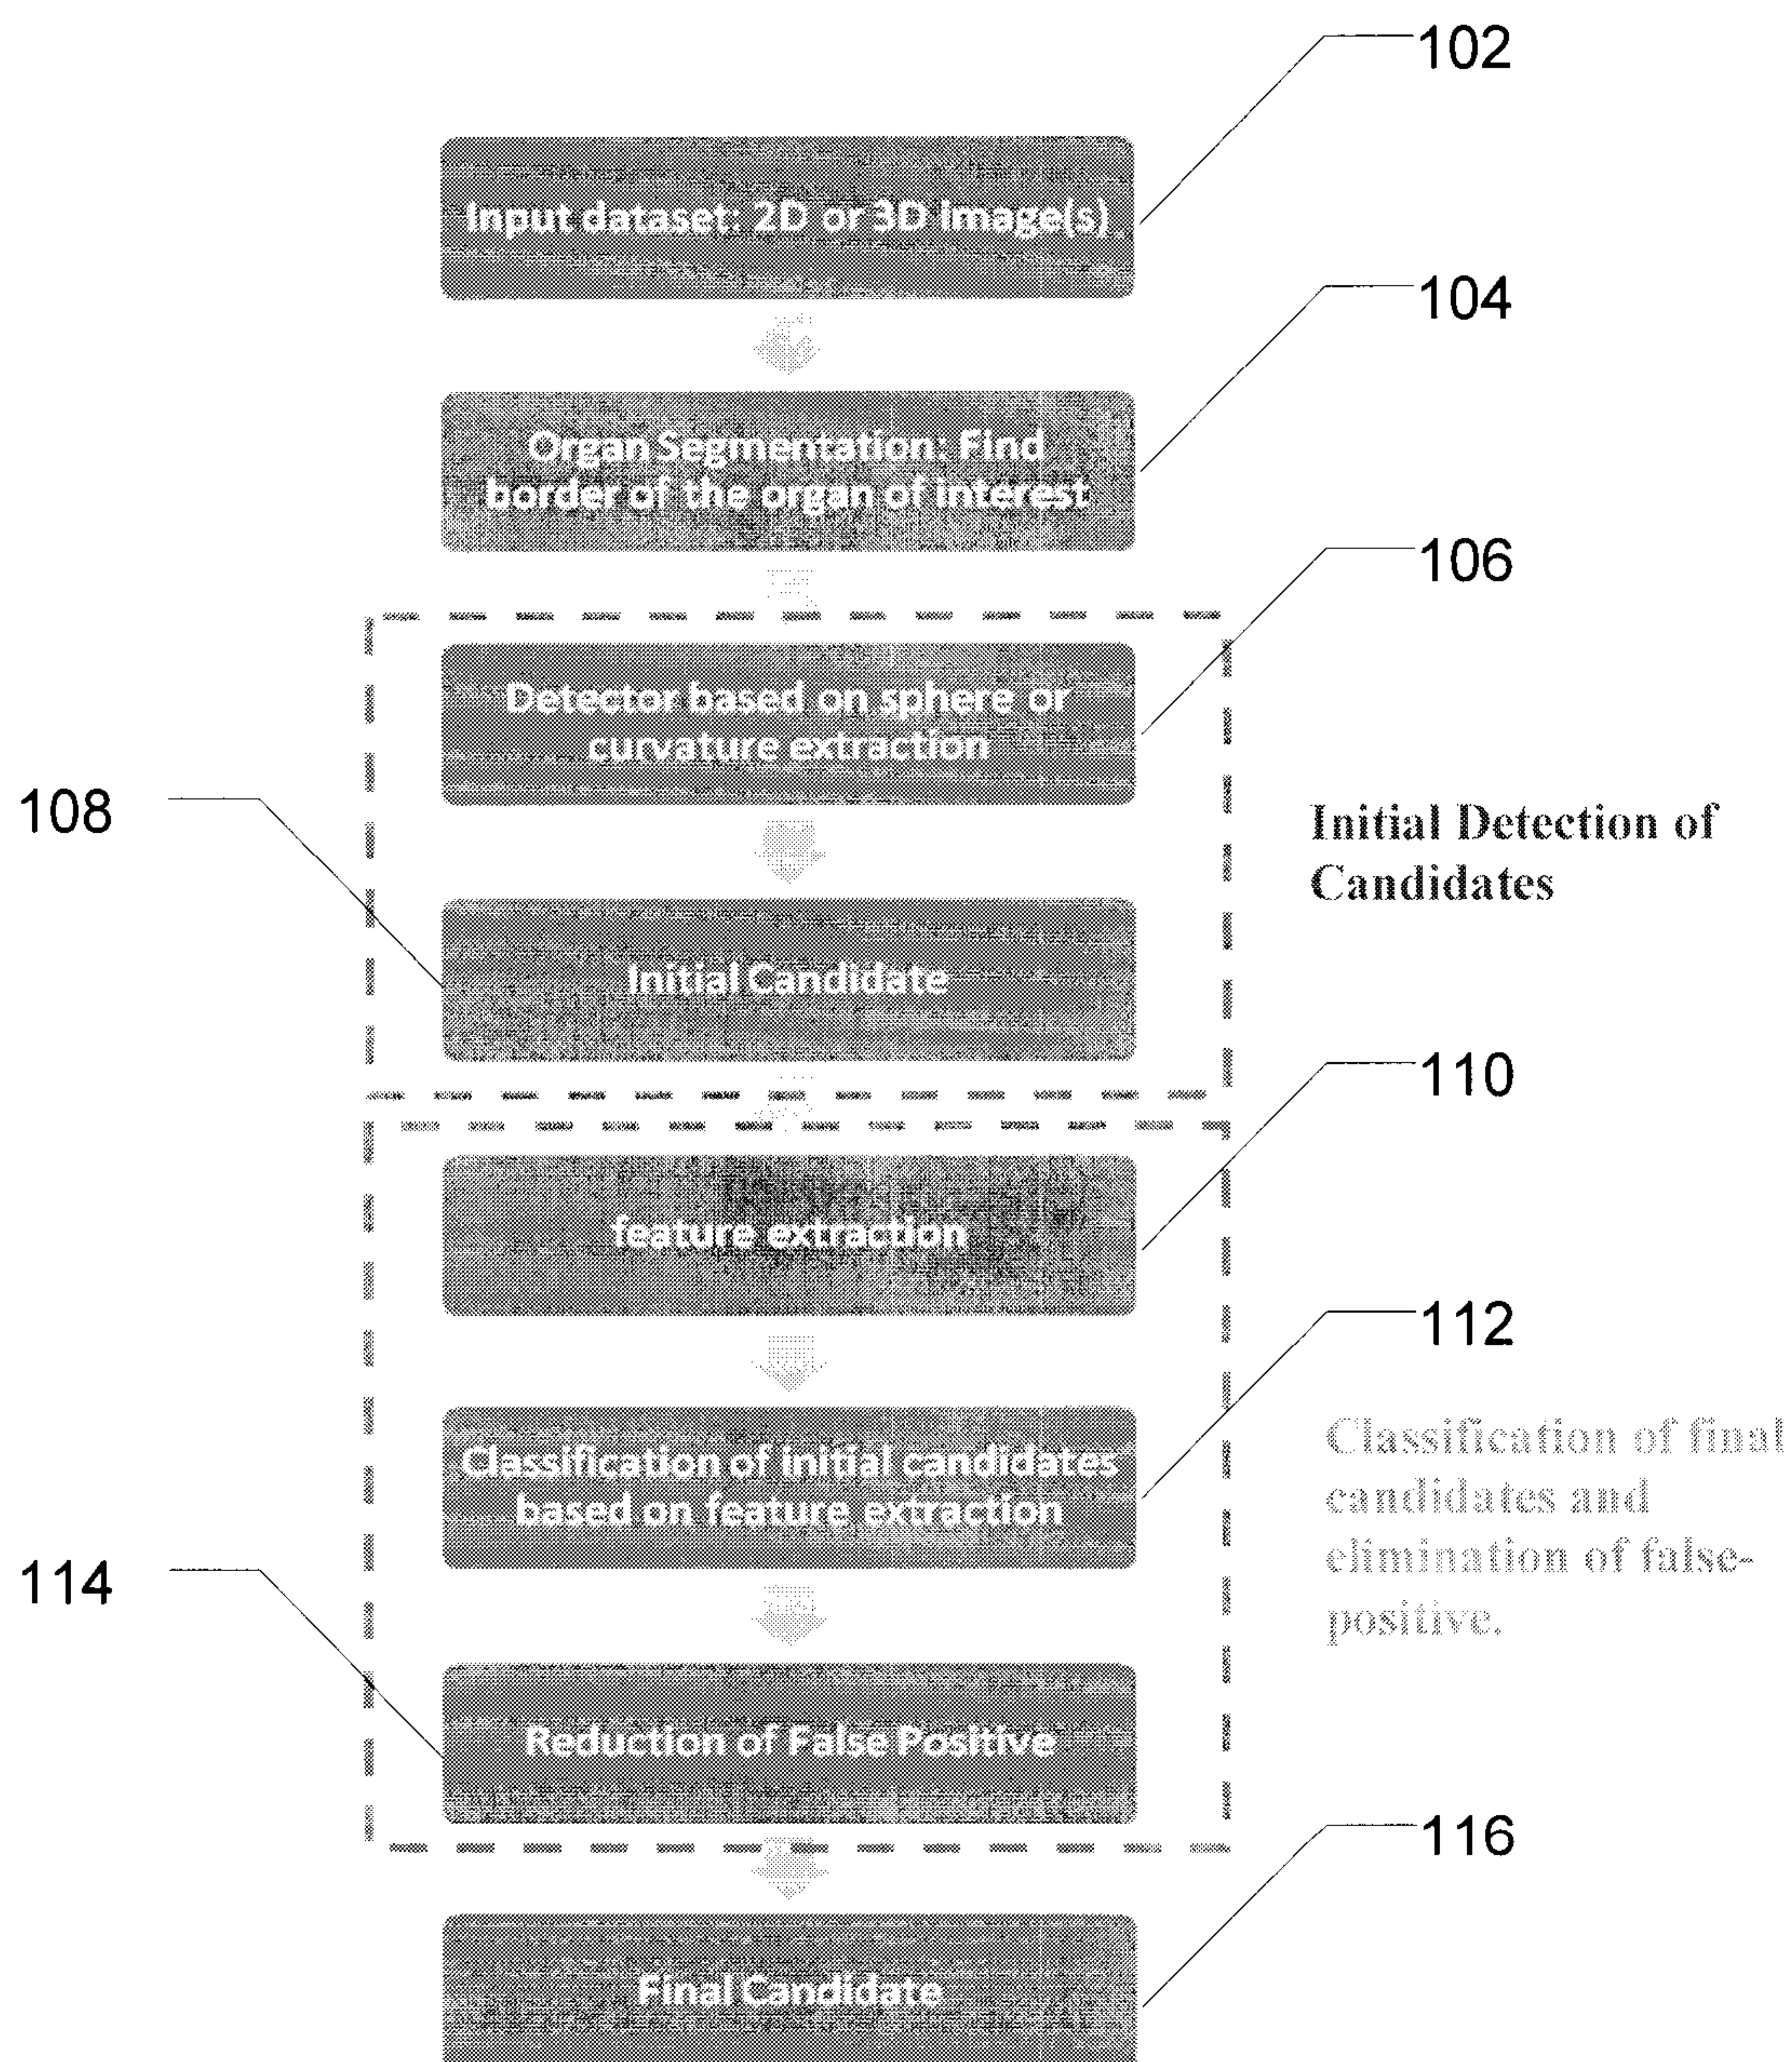 102
Input dataset: 2D or 3D image(s)
104
Organ Segmentation: Find
border of the organ of interest
106
Detector based on sphere or
curvature extraction
108
Initial Detection of
Candidates
Initial Candidate
110
feature extraction
112
Classification of initial candidates
based on feature extraction
Classification of final
candidates and
elimination of false-
positive.
114
Reduction of False Positive
116
Final Candidate